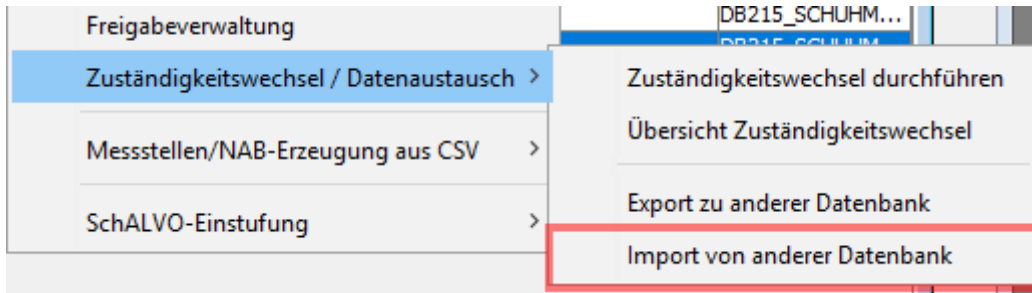 Freigabeverwaltung
DB215_SCHUHM...
Zuständigkeitswechsel / Datenaustausch
Zuständigkeitswechsel durchführen
Übersicht Zuständigkeitswechsel
Messstellen/NAB-Erzeugung aus CSV
Export zu anderer Datenbank
SchALVO-Einstufung
Import von anderer Datenbank